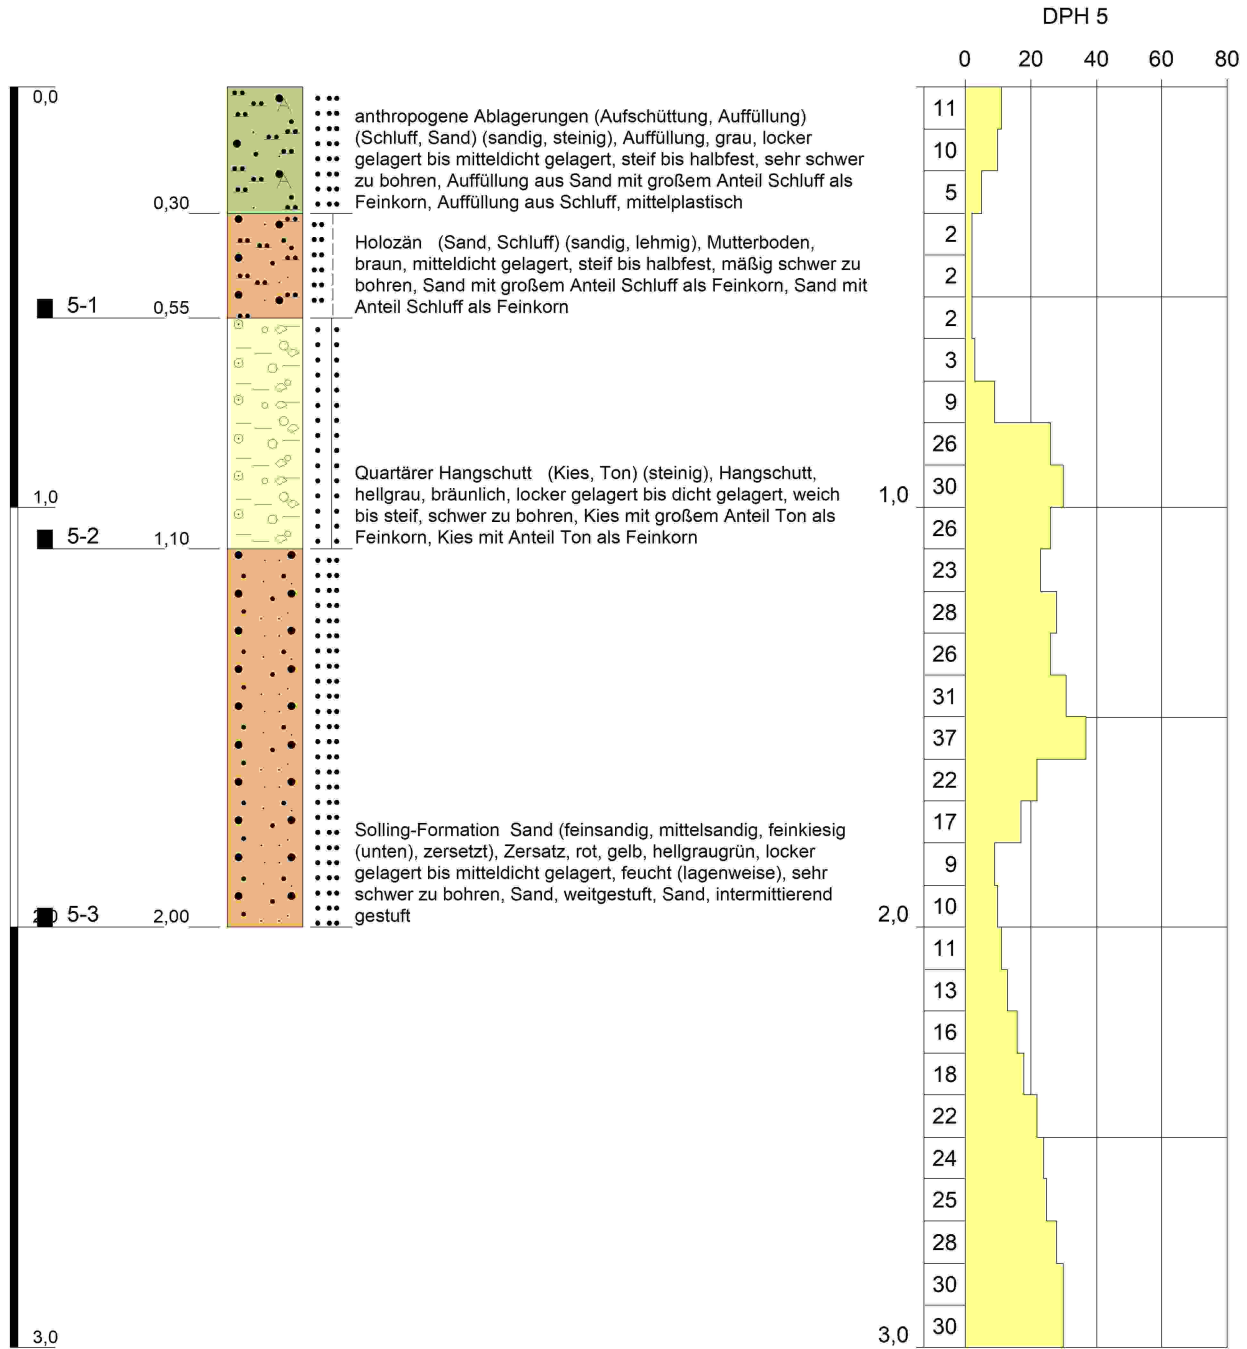 DPH 5
0 20 40 60 80
0,0
anthropogene Ablagerungen (Aufschüttung, Auffüllung)
(Schluff, Sand) (sandig, steinig), Auffüllung, grau, locker
gelagert bis mitteldicht gelagert, steif bis halbfest, sehr schwer
zu bohren, Auffüllung aus Sand mit großem Anteil Schluff als
Feinkorn, Auffüllung aus Schluff, mittelplastisch
0,30
Holozän (Sand, Schluff) (sandig, lehmig), Mutterboden,
braun, mitteldicht gelagert, steif bis halbfest, mäßig schwer zu
bohren, Sand mit großem Anteil Schluff als Feinkorn, Sand mit
Anteil Schluff als Feinkorn
5-1 0,55
Quartärer Hangschutt (Kies, Ton) (steinig), Hangschutt,
hellgrau, bräunlich, locker gelagert bis dicht gelagert, weich
bis steif, schwer zu bohren, Kies mit großem Anteil Ton als
Feinkorn, Kies mit Anteil Ton als Feinkorn
1,0
5-2 1,10
Solling-Formation Sand (feinsandig, mittelsandig, feinkiesig
(unten), zersetzt), Zersatz, rot, gelb, hellgraugrün, locker
gelagert bis mitteldicht gelagert, feucht (lagenweise), sehr
schwer zu bohren, Sand, weitgestuft, Sand, intermittierend
gestuft
2,0 5-3 2,00
3,0
11
10
5
2
2
2
3
9
26
1,0 30
26
23
28
26
31
37
22
17
9
2,0 10
11
13
16
18
22
24
25
28
30
3,0 30